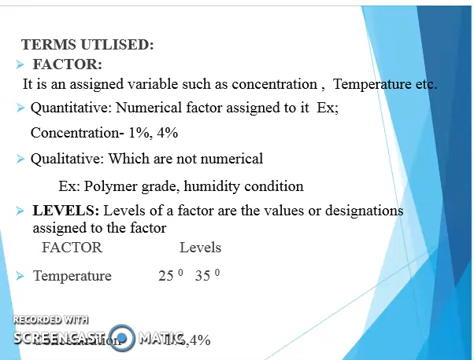 TERMS UTLISED:
FACTOR:
It is an assigned variable such as concentration , Temperature etc.
Quantitative: Numerical factor assigned to it Ex;
Concentration- 1%, 4%
Qualitative: Which are not numerical
Ex: Polymer grade, humidity condition
LEVELS: Levels of a factor are the values or designations
assigned to the factor
FACTOR Levels
Temperature 25 ⁰ 35 ⁰
RECORDED WITH
SCREENCAST MATIC
,4%